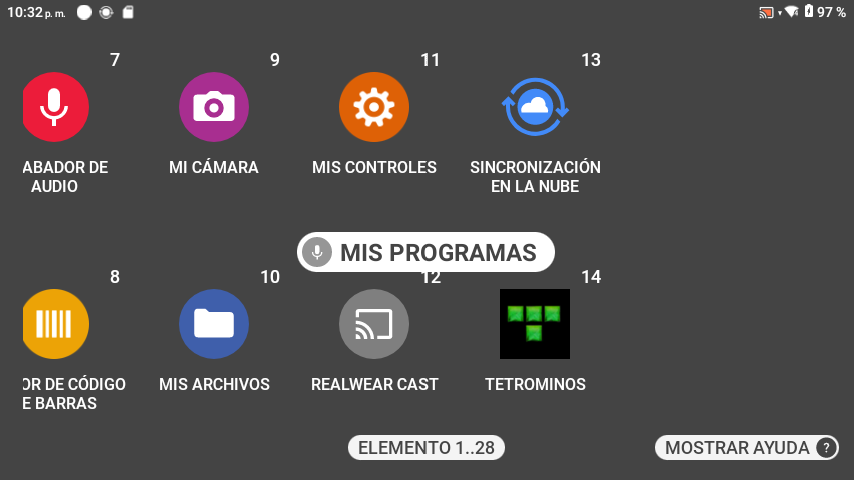 10:32 p. m.
97 %
7
9
11
13
ABADOR DE
AUDIO
MI CÁMARA
MIS CONTROLES
SINCRONIZACIÓN
EN LA NUBE
MIS PROGRAMAS
8
10
12
14
OR DE CÓDIGO
E BARRAS
MIS ARCHIVOS
REALWEAR CAST
TETROMINOS
ELEMENTO 1..28
MOSTRAR AYUDA ?